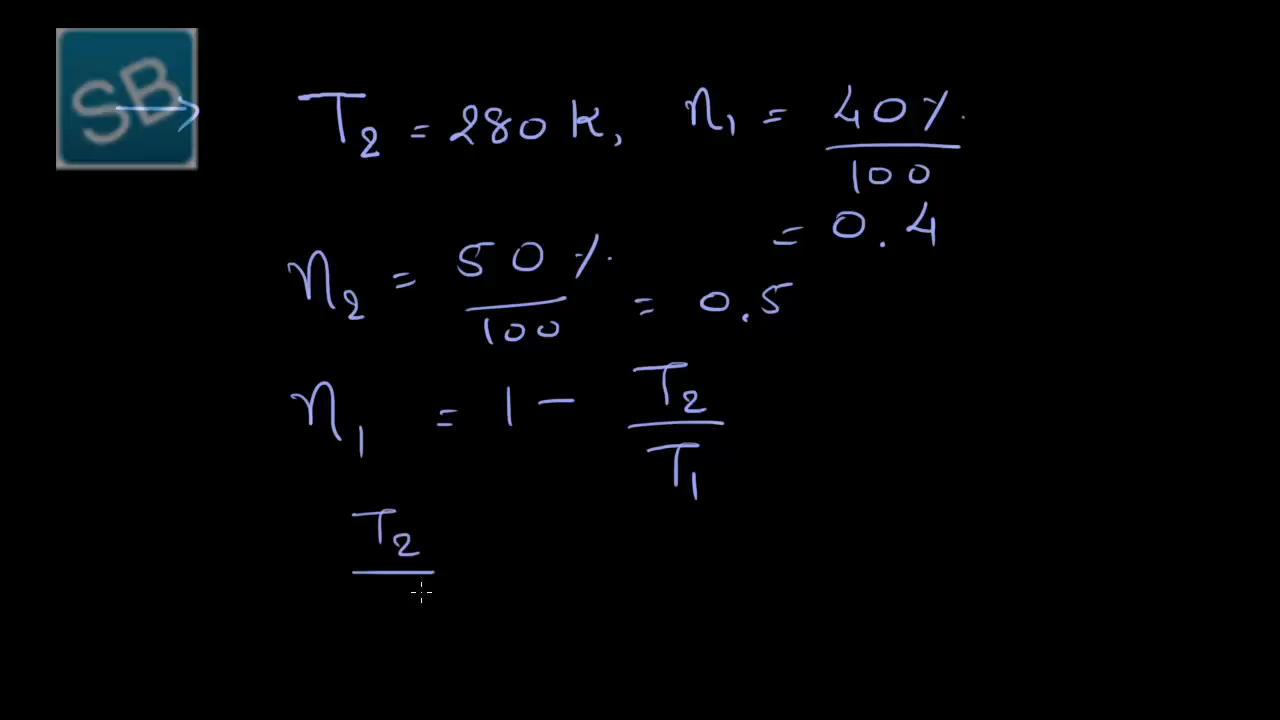 SB
T₂ = 280 k, η₁ = 40 % / 100
= 0.4
η₂ = 50 % / 100 = 0.5
η₁ = 1 − T₂ / T₁
T₂